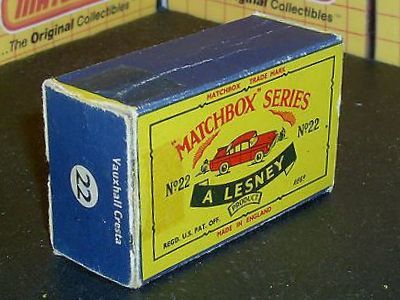 The Original Collectibles
The Original Collectibles
MATCHBOX TRADE MARK
"MATCHBOX" SERIES
No22
No22
A LESNEY
PRODUCT
REGD. U.S. PAT. OFF.
MADE IN ENGLAND
22
Vauxhall Cresta